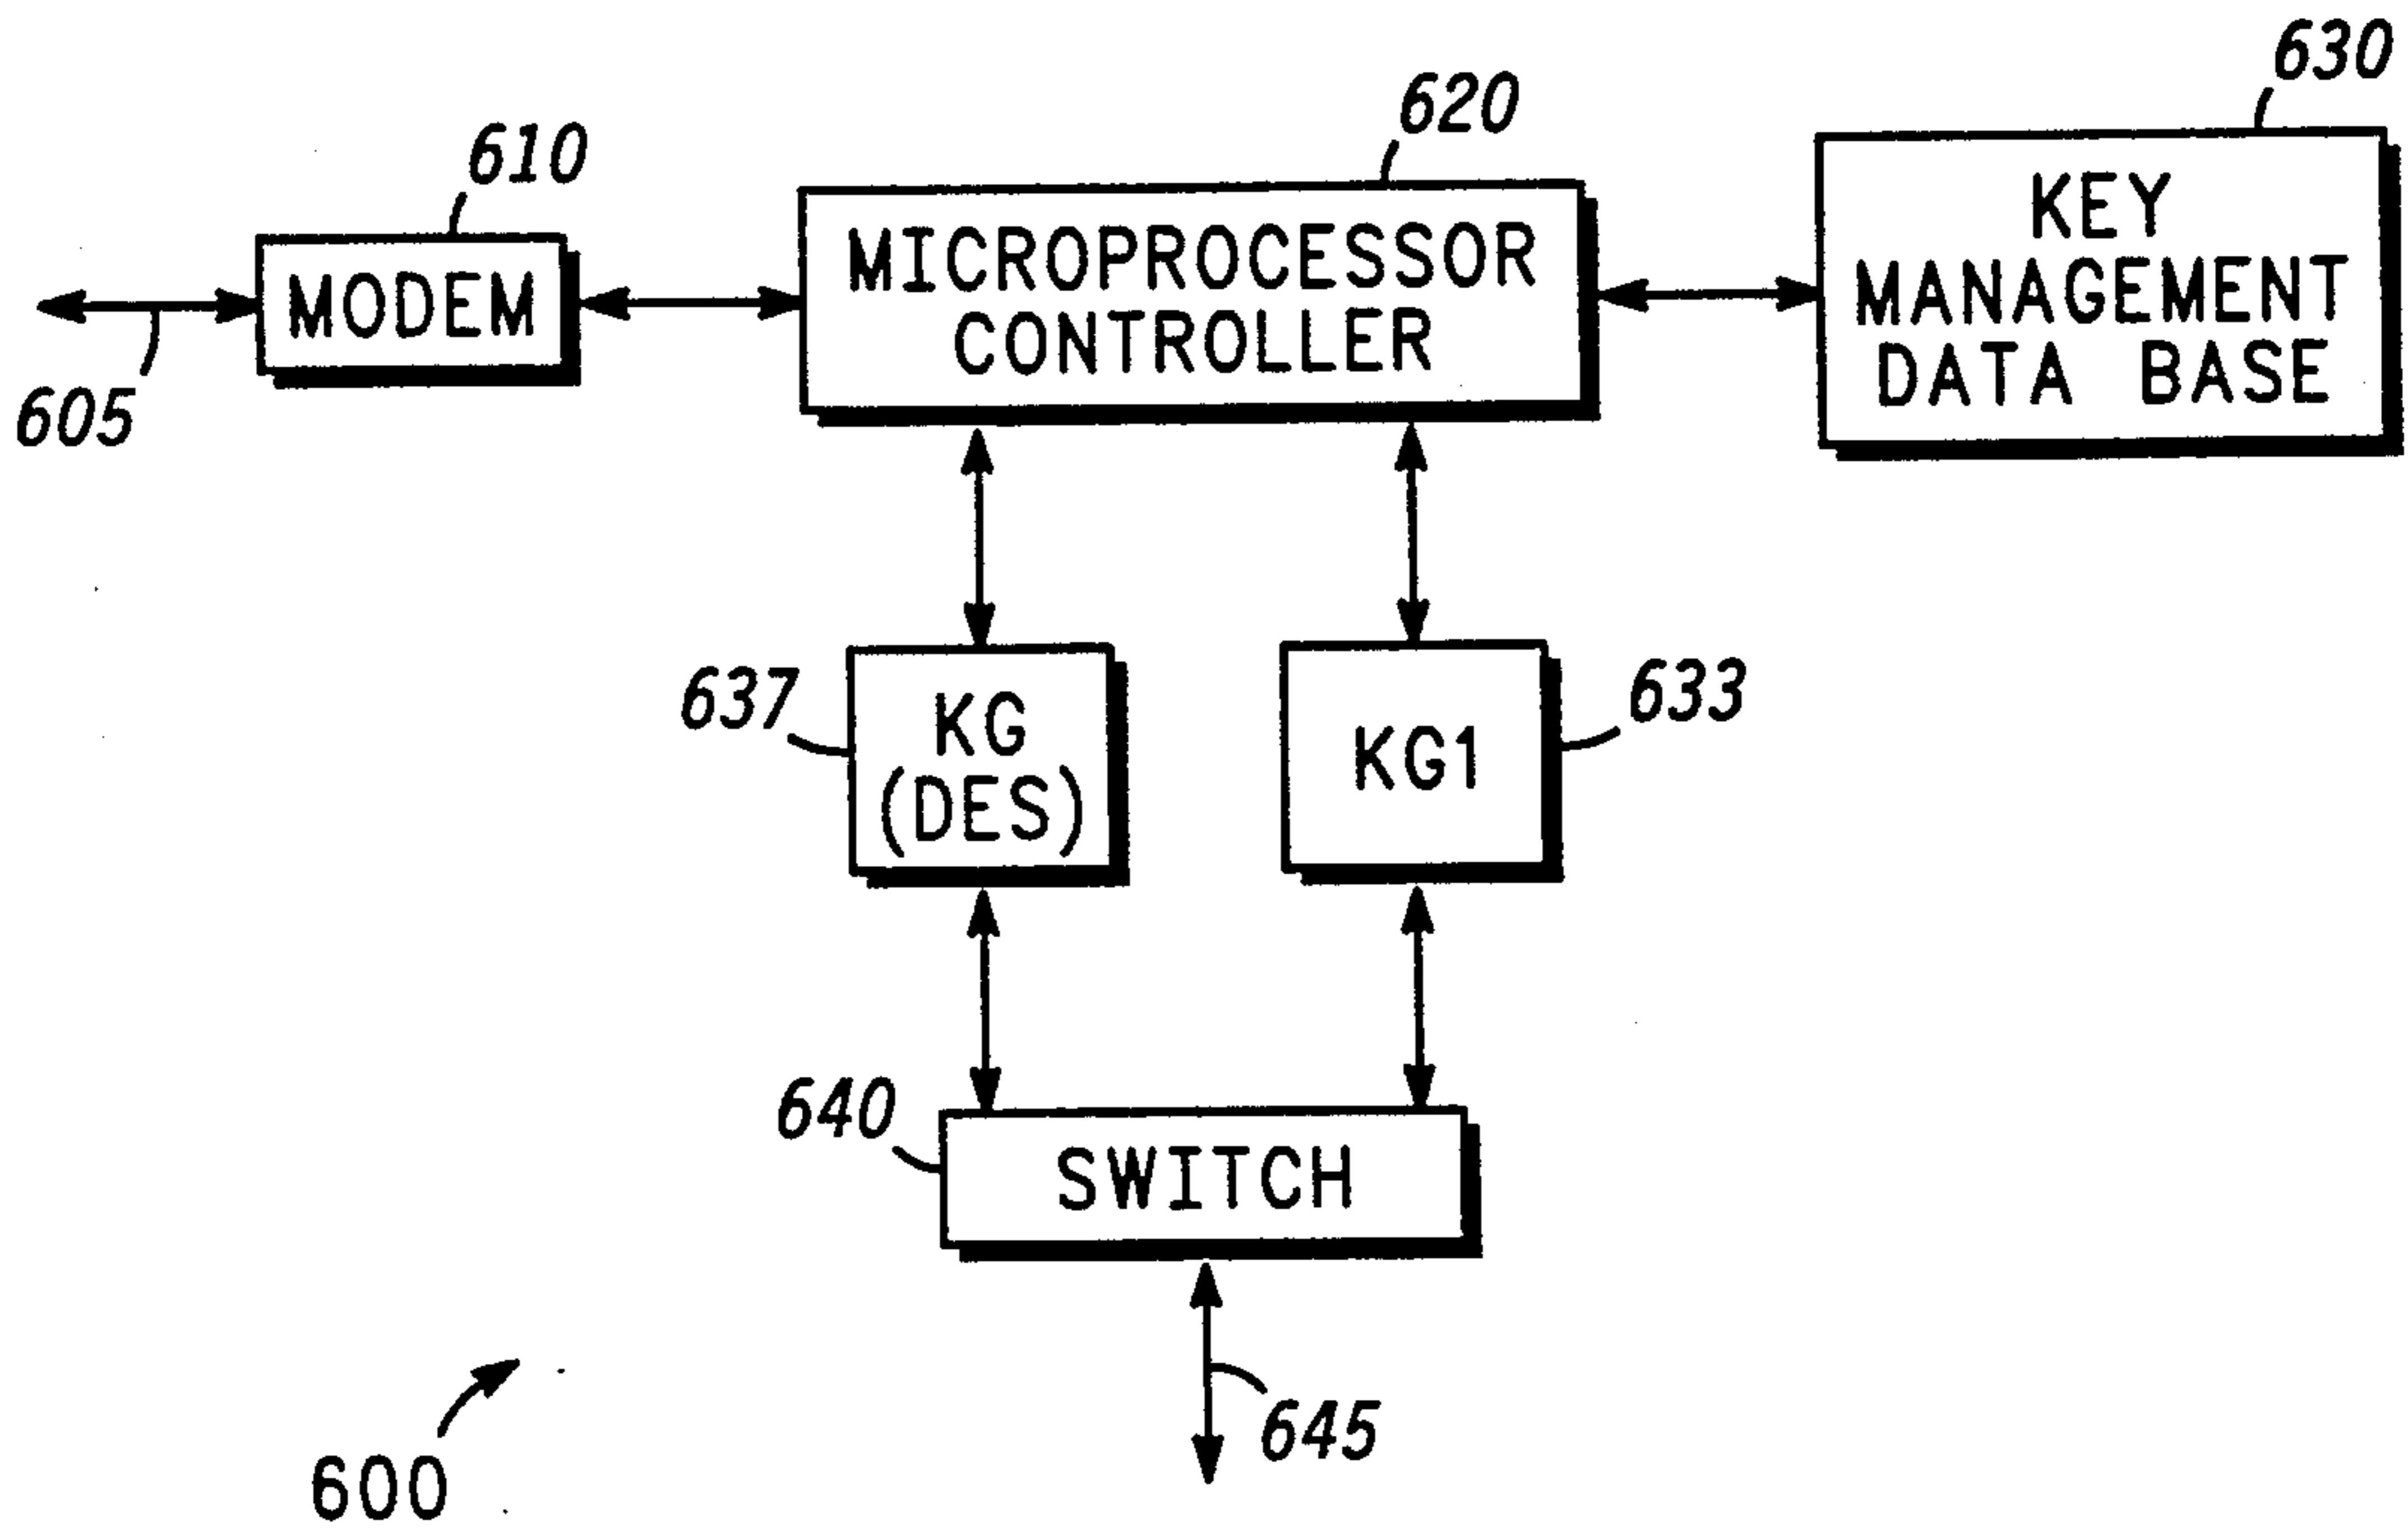 630
620
610
KEY
MANAGEMENT
DATA BASE
MICROPROCESSOR
CONTROLLER
MODEM
605
637
KG
(DES)
KG1
633
640
SWITCH
645
600